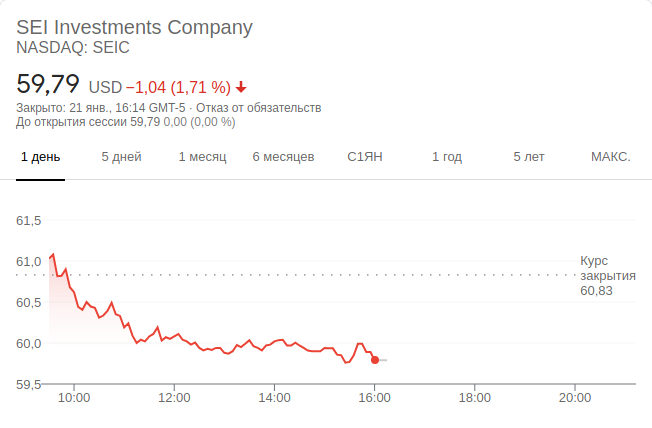 SEI Investments Company
NASDAQ: SEIC
59,79 USD −1,04 (1,71 %)
Закрыто: 21 янв., 16:14 GMT-5 · Отказ от обязательств
До открытия сессии 59,79 0,00 (0,00 %)
1 день 5 дней 1 месяц 6 месяцев С1ЯН 1 год 5 лет МАКС.
61,5
61,0
60,5
60,0
59,5
Курс
закрытия
60,83
10:00 12:00 14:00 16:00 18:00 20:00